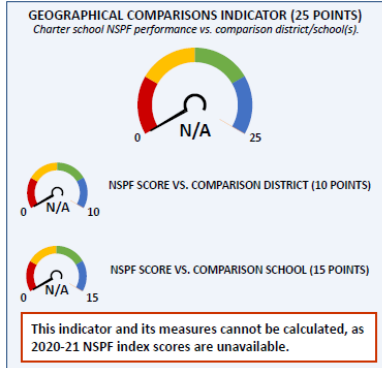 GEOGRAPHICAL COMPARISONS INDICATOR (25 POINTS)
Charter school NSPF performance vs. comparison district/school(s).
N/A
0 25
NSPF SCORE VS. COMPARISON DISTRICT (10 POINTS)
N/A
0 10
NSPF SCORE VS. COMPARISON SCHOOL (15 POINTS)
N/A
0 15
This indicator and its measures cannot be calculated, as
2020-21 NSPF index scores are unavailable.